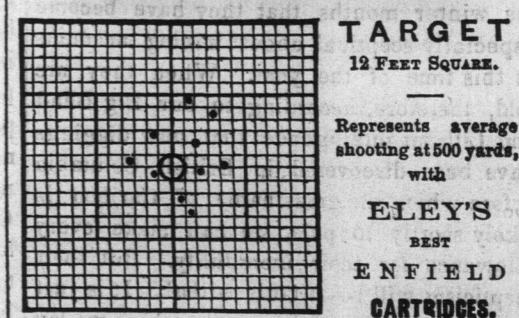 TARGET
12 FEET SQUARE.
Represents average
shooting at 500 yards,
with
ELEY'S
BEST
ENFIELD
CARTRIDGES.